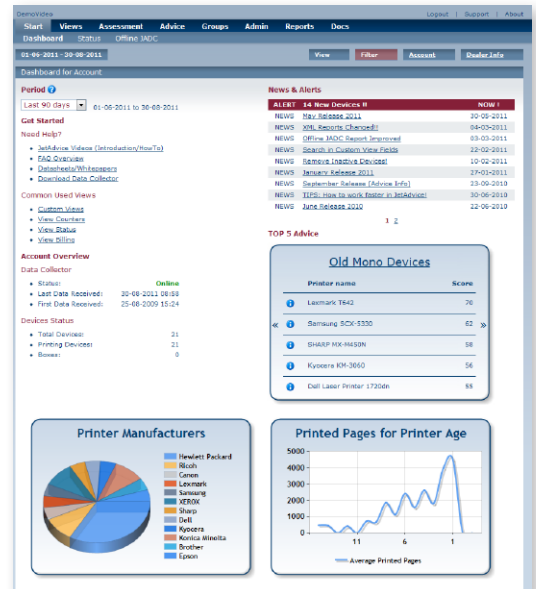 DemoVideo
Logout | Support | About
Start Views Assessment Advice Groups Admin Reports Docs
Dashboard Status Offline JADC
01-06-2011 - 30-08-2011
View Filter Account Dealer Info
Dashboard for Account
Period
Last 90 days 01-06-2011 to 30-08-2011
Get Started
Need Help?
JetAdvice Videos (Introduction/HowTo)
FAQ Overview
Datasheets/Whitepapers
Download Data Collector
Common Used Views
Custom Views
View Counters
View Status
View Billing
Account Overview
Data Collector
Status: Online
Last Data Received: 30-08-2011 08:58
First Data Received: 25-08-2009 15:24
Devices Status
Total Devices: 21
Printing Devices: 21
Boxes: 0
News & Alerts
ALERT 14 New Devices !! NOW !
NEWS May Release 2011 30-05-2011
NEWS XML Reports Changed!! 04-03-2011
NEWS Offline JADC Report Improved 03-03-2011
NEWS Search in Custom View Fields 22-02-2011
NEWS Remove Inactive Devices! 10-02-2011
NEWS January Release 2011 27-01-2011
NEWS September Release [Advice Info] 23-09-2010
NEWS TIPS: How to work faster in JetAdvice! 30-06-2010
NEWS June Release 2010 22-06-2010
1 2
TOP 5 Advice
Old Mono Devices
Printer name Score
Lexmark T642 70
« Samsung SCX-5330 62 »
SHARP MX-M450N 58
Kyocera KM-3060 56
Dell Laser Printer 1720dn 55
Printer Manufacturers
Hewlett Packard
Ricoh
Canon
Lexmark
Samsung
XEROX
Sharp
Dell
Kyocera
Konica Minolta
Brother
Epson
Printed Pages for Printer Age
5000
4000
3000
2000
1000
0
11 6 1
Average Printed Pages